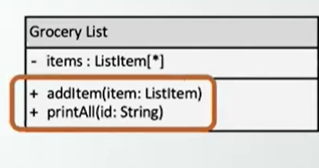 Grocery List
- items : ListItem[*]
+ addItem(item: ListItem)
+ printAll(id: String)